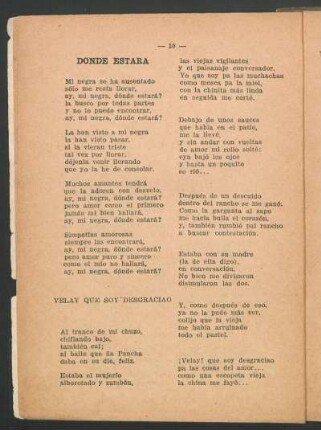 — 10 —
DONDE ESTARA
Mi negra se ha ausentado
sólo me resta llorar,
ay, mi negra, dónde estará?
la busco por todas partes
y no la puedo encontrar,
ay, mi negra, dónde estará?
La han visto a mi negra
la han visto pasar,
si la vieron triste
tal vez por llorar,
déjenla venir llorando
que yo la he de consolar.
Muchos amantes tendrá
que la adoren con desvelo,
ay, mi negra, dónde estará?
pero amor como el primero
jamás mi bien hallará,
ay, mi negra, dónde estará?
Simpatías amorosas
siempre las encontrará,
ay, mi negra, dónde estará?
pero amor puro y sincero
como el mío no hallará,
ay, mi negra, dónde estará?
VELAY QUE SOY DESGRACIAO
Al tranco de mi chuzo,
chiflando bajo,
también caí;
al baile que ña Pancha
daba en su día, feliz.
Estaba el mujerío
alborotado y también,
las viejas vigilantes
y el paisanaje conversador.
Yo que soy pa las muchachas
como mosca pa la miel,
con la chinita más linda
en seguida me corté.
Debajo de unos sauces
que había en el patio,
me la llevé,
y sin andar con vueltas
de amor mi rollo soltó:
eya bajó los ojos
y hasta un poquito
se rió...
Después de un descuido
dentro del rancho se me ganó.
Como la garganta al sapo
me hacía buya el corazón,
y, también rumbié pal rancho
a buscar contestación.
Estaba con su madre
(la de eita digo),
en conversación,
No bien me divisaron
disimularon las dos.
Y, como después de eso,
ya no la pude más ver,
colijo que la vieja
me había arruinado
todo el pastel.
¡Velay! que soy desgraciao
pa las cosas del amor...
como una escopeta vieja
la china me fayó...